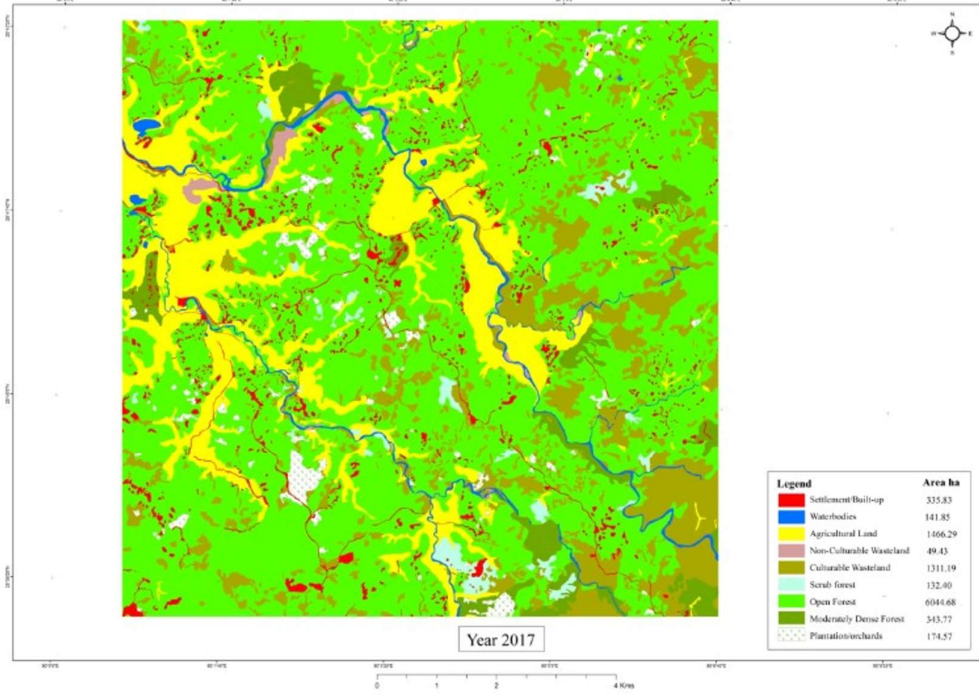 N
W E
S
Legend Area ha
Settlement/Built-up 335.83
Waterbodies 141.85
Agricultural Land 1466.29
Non-Culturable Wasteland 49.43
Culturable Wasteland 1311.19
Scrub forest 132.40
Open Forest 6044.68
Moderately Dense Forest 343.77
Plantation/orchards 174.57
Year 2017
0 1 2 4 Kms